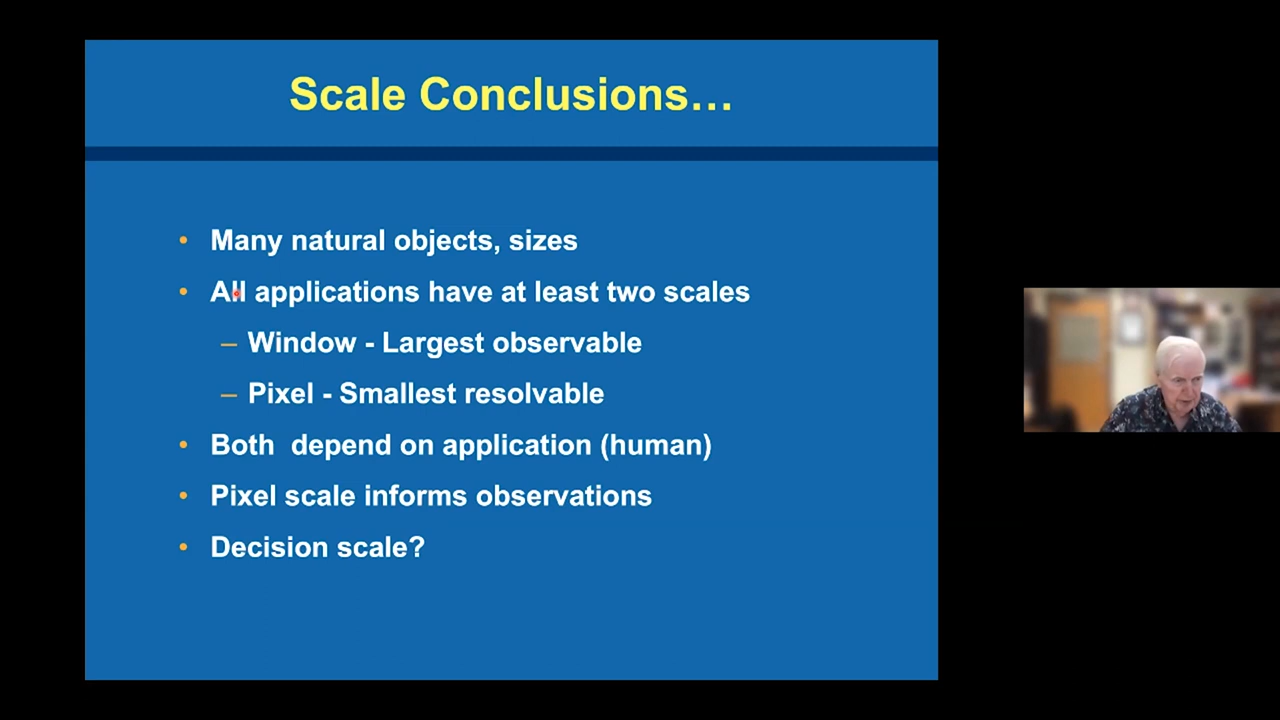 Scale Conclusions…
• Many natural objects, sizes
• All applications have at least two scales
– Window - Largest observable
– Pixel - Smallest resolvable
• Both  depend on application (human)
• Pixel scale informs observations
• Decision scale?